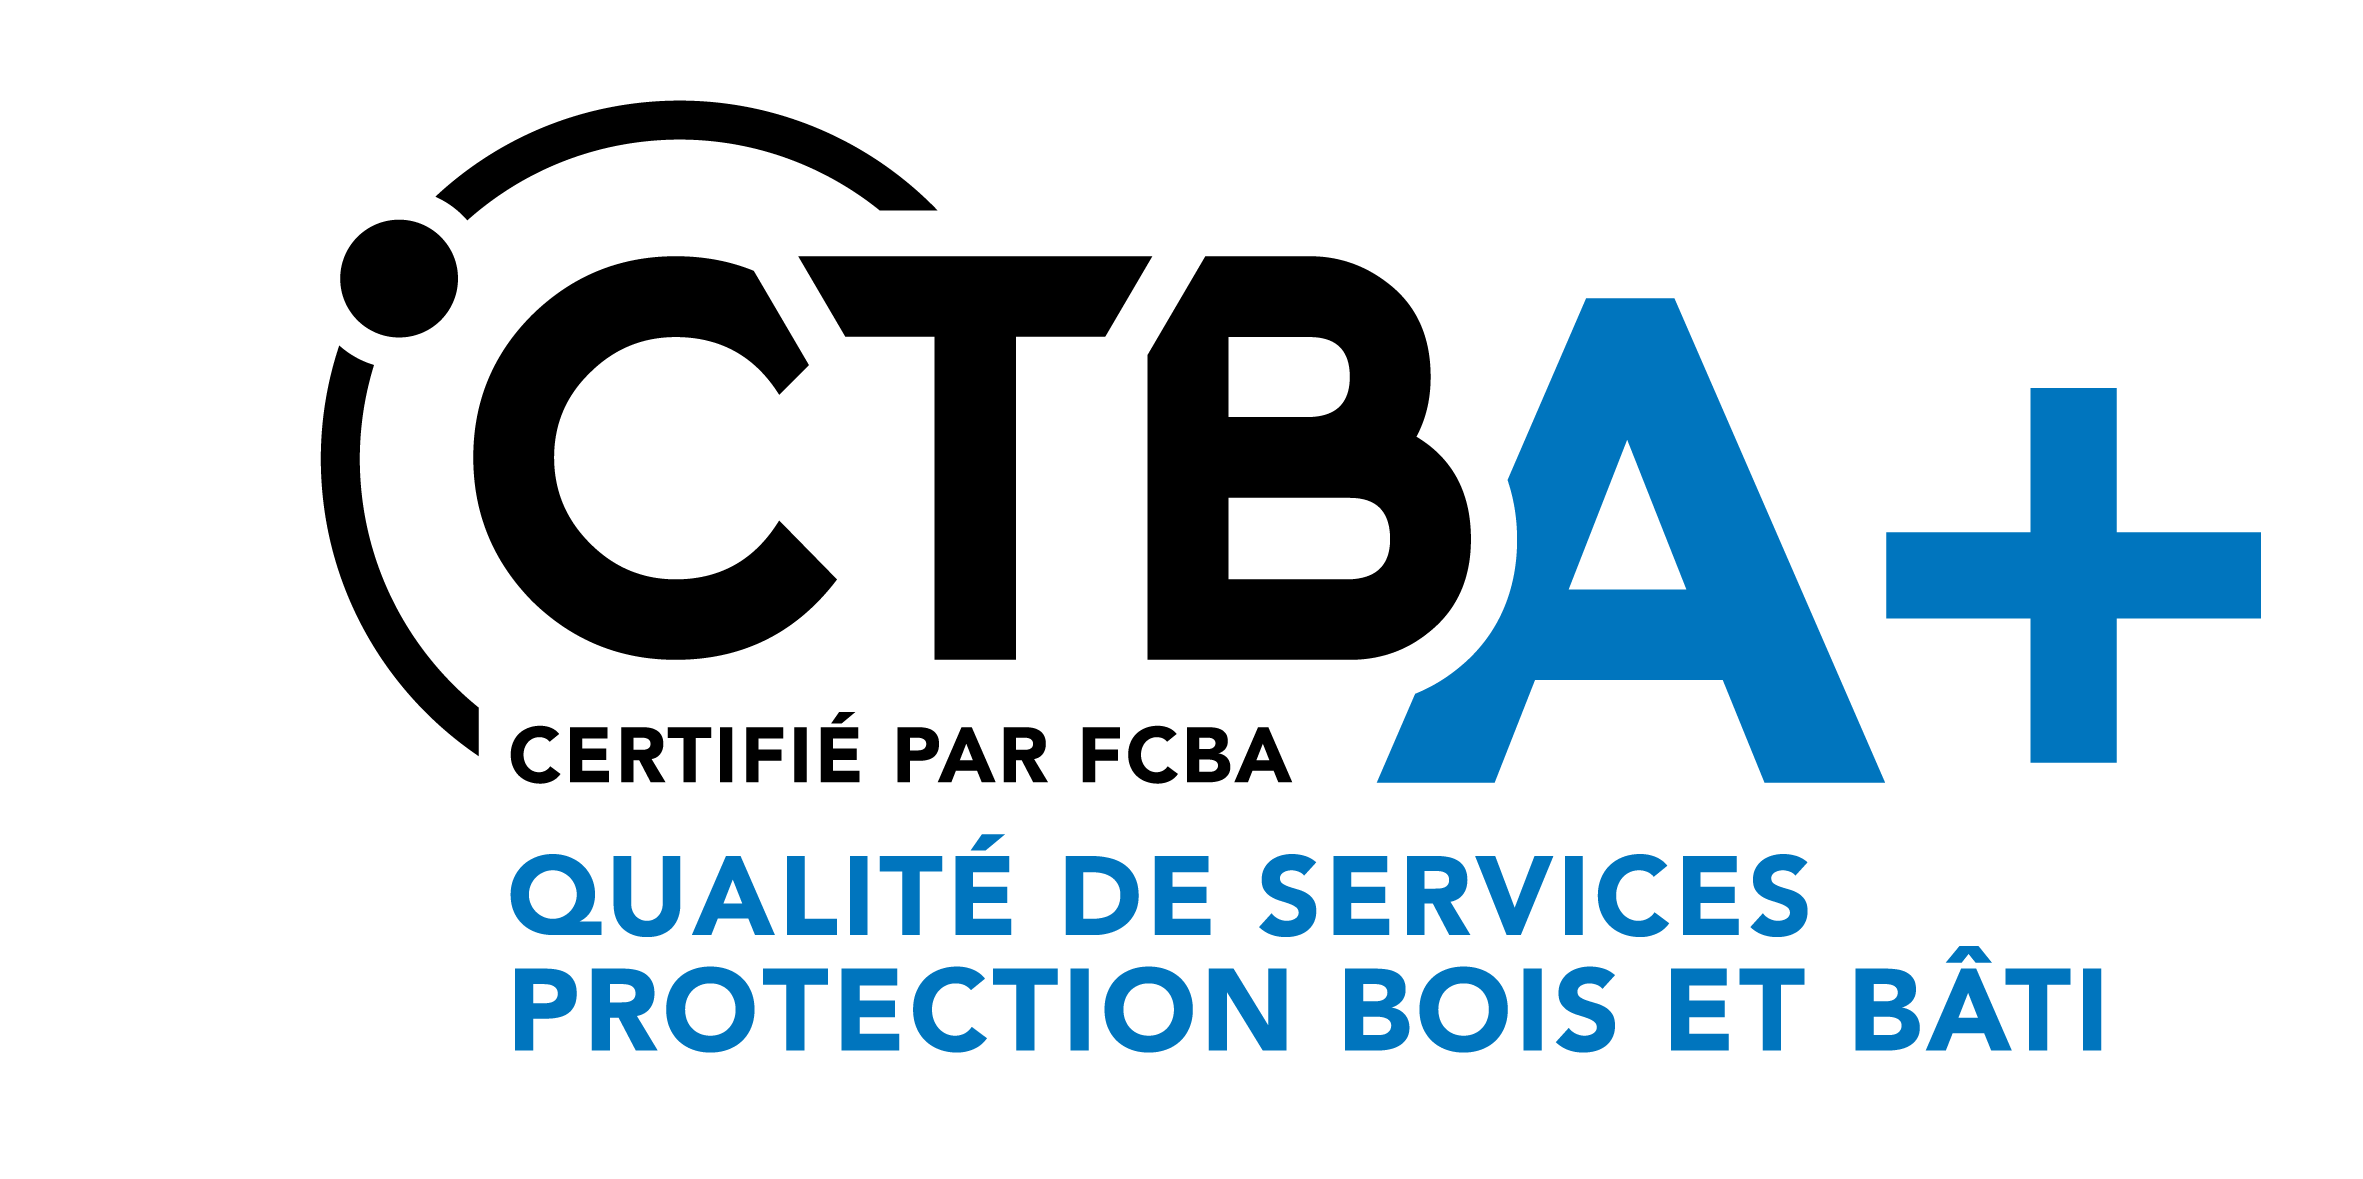 CTBA+
CERTIFIÉ PAR FCBA
QUALITÉ DE SERVICES
PROTECTION BOIS ET BÂTI